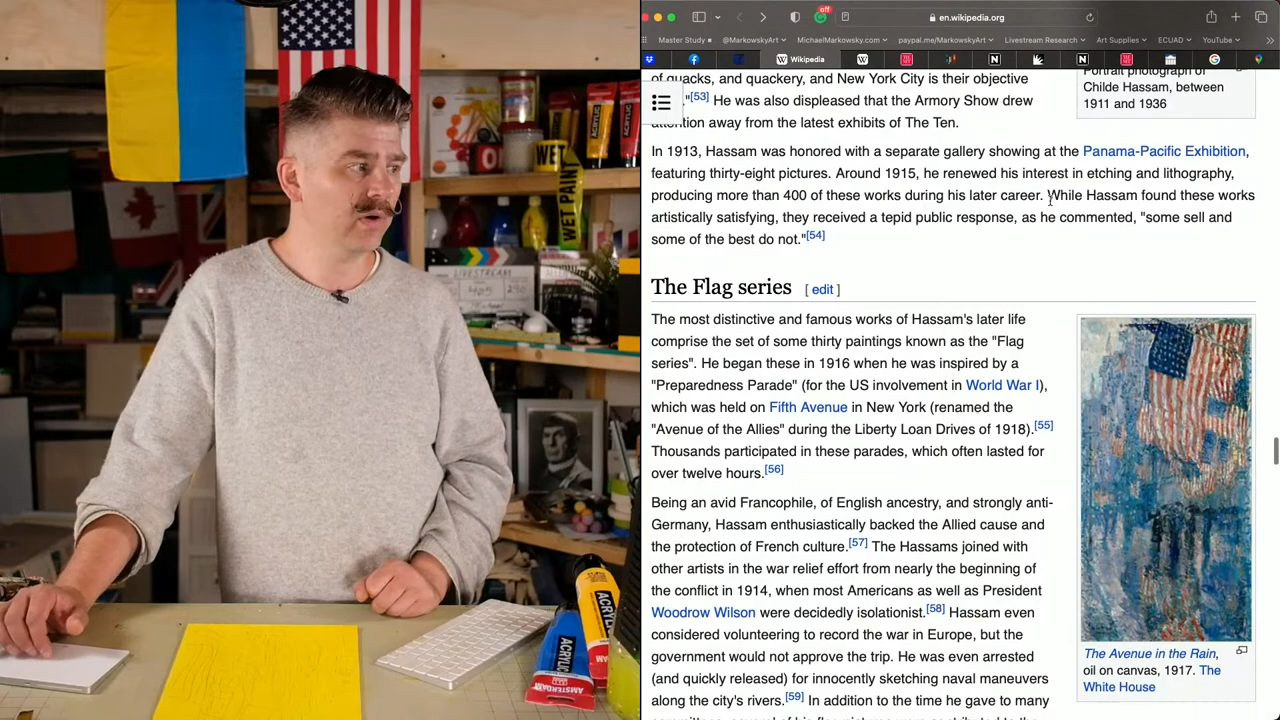 off
en.wikipedia.org
Master Study
@MarkowskyArt
MichaelMarkowsky.com
paypal.me/MarkowskyArt
Livestream Research
Art Supplies
ECUAD
YouTube
Wikipedia
of quacks, and quackery, and New York City is their objective
."[53] He was also displeased that the Armory Show drew
attention away from the latest exhibits of The Ten.
Portrait photograph of
Childe Hassam, between
1911 and 1936
In 1913, Hassam was honored with a separate gallery showing at the Panama-Pacific Exhibition,
featuring thirty-eight pictures. Around 1915, he renewed his interest in etching and lithography,
producing more than 400 of these works during his later career. While Hassam found these works
artistically satisfying, they received a tepid public response, as he commented, "some sell and
some of the best do not."[54]
The Flag series [ edit ]
The most distinctive and famous works of Hassam's later life
comprise the set of some thirty paintings known as the "Flag
series". He began these in 1916 when he was inspired by a
"Preparedness Parade" (for the US involvement in World War I),
which was held on Fifth Avenue in New York (renamed the
"Avenue of the Allies" during the Liberty Loan Drives of 1918).[55]
Thousands participated in these parades, which often lasted for
over twelve hours.[56]
Being an avid Francophile, of English ancestry, and strongly anti-
Germany, Hassam enthusiastically backed the Allied cause and
the protection of French culture.[57] The Hassams joined with
other artists in the war relief effort from nearly the beginning of
the conflict in 1914, when most Americans as well as President
Woodrow Wilson were decidedly isolationist.[58] Hassam even
considered volunteering to record the war in Europe, but the
government would not approve the trip. He was even arrested
(and quickly released) for innocently sketching naval maneuvers
along the city's rivers.[59] In addition to the time he gave to many
The Avenue in the Rain,
oil on canvas, 1917. The
White House
WET PAINT
WET
ACRYLIC
ACRYLIC
LIVESTREAM
ACRYLIC
ACRYLIC
AMSTERDAM